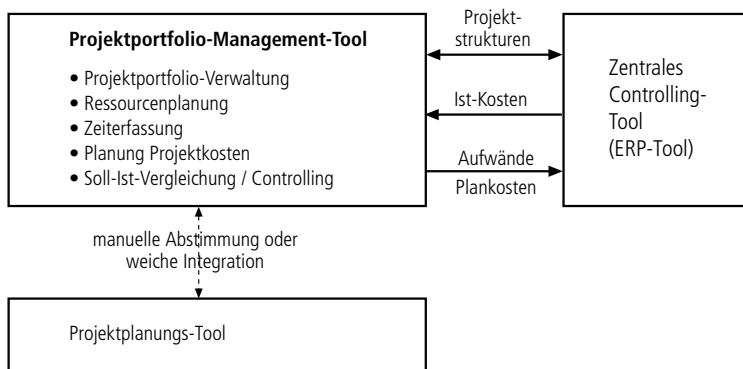 Projektportfolio-Management-Tool
• Projektportfolio-Verwaltung
• Ressourcenplanung
• Zeiterfassung
• Planung Projektkosten
• Soll-Ist-Vergleichung / Controlling
Projekt-
strukturen
Ist-Kosten
Aufwände
Plankosten
Zentrales
Controlling-
Tool
(ERP-Tool)
manuelle Abstimmung oder
weiche Integration
Projektplanungs-Tool